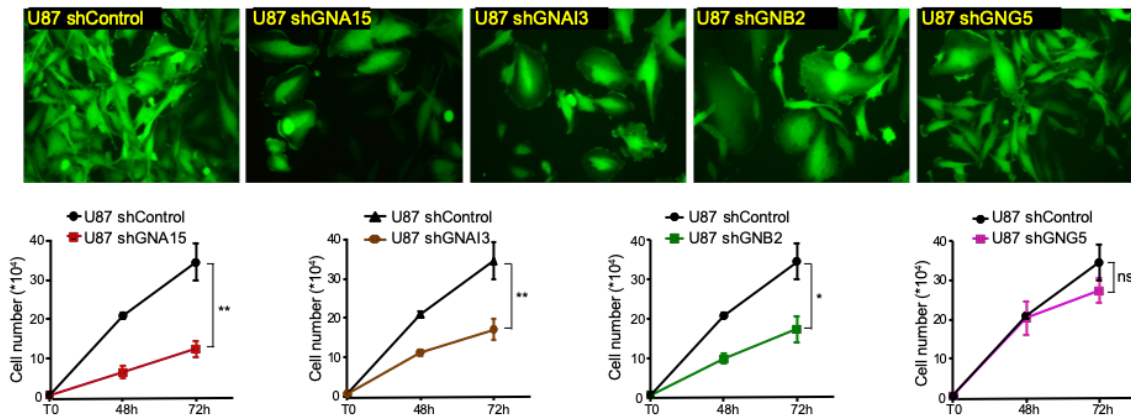 U87 shControl
U87 shGNA15
U87 shGNAI3
U87 shGNB2
U87 shGNG5
U87 shControl
U87 shGNA15
Cell number (*10⁴)
40
30
20
10
0
T0 48h 72h
**
U87 shControl
U87 shGNAI3
Cell number (*10⁴)
40
30
20
10
0
T0 48h 72h
**
U87 shControl
U87 shGNB2
Cell number (*10⁴)
40
30
20
10
0
T0 48h 72h
*
U87 shControl
U87 shGNG5
Cell number (*10⁴)
40
30
20
10
0
T0 48h 72h
ns